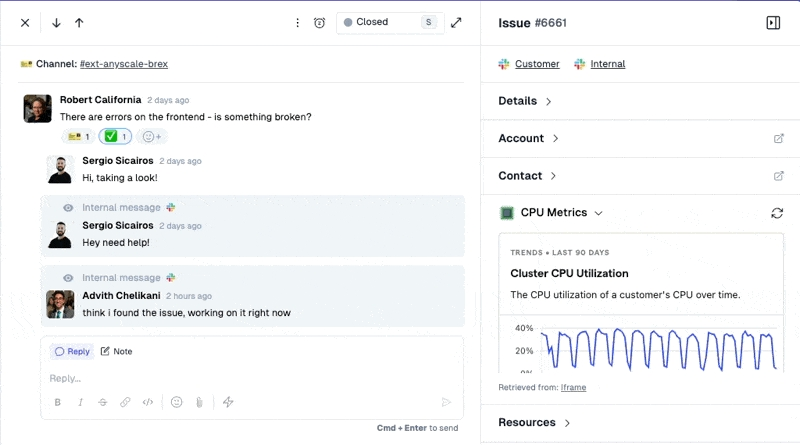 Closed S
Channel: #ext-anyscale-brex
Robert California 2 days ago
There are errors on the frontend - is something broken?
1 1
Sergio Sicairos 2 days ago
Hi, taking a look!
Internal message
Sergio Sicairos 2 days ago
Hey need help!
Internal message
Advith Chelikani 2 hours ago
think i found the issue, working on it right now
Reply Note
Reply...
B I S
Cmd + Enter to send
Issue #6661
Customer Internal
Details
Account
Contact
CPU Metrics
TRENDS • LAST 90 DAYS
Cluster CPU Utilization
The CPU utilization of a customer's CPU over time.
40%
20%
0%
Retrieved from: Iframe
Resources